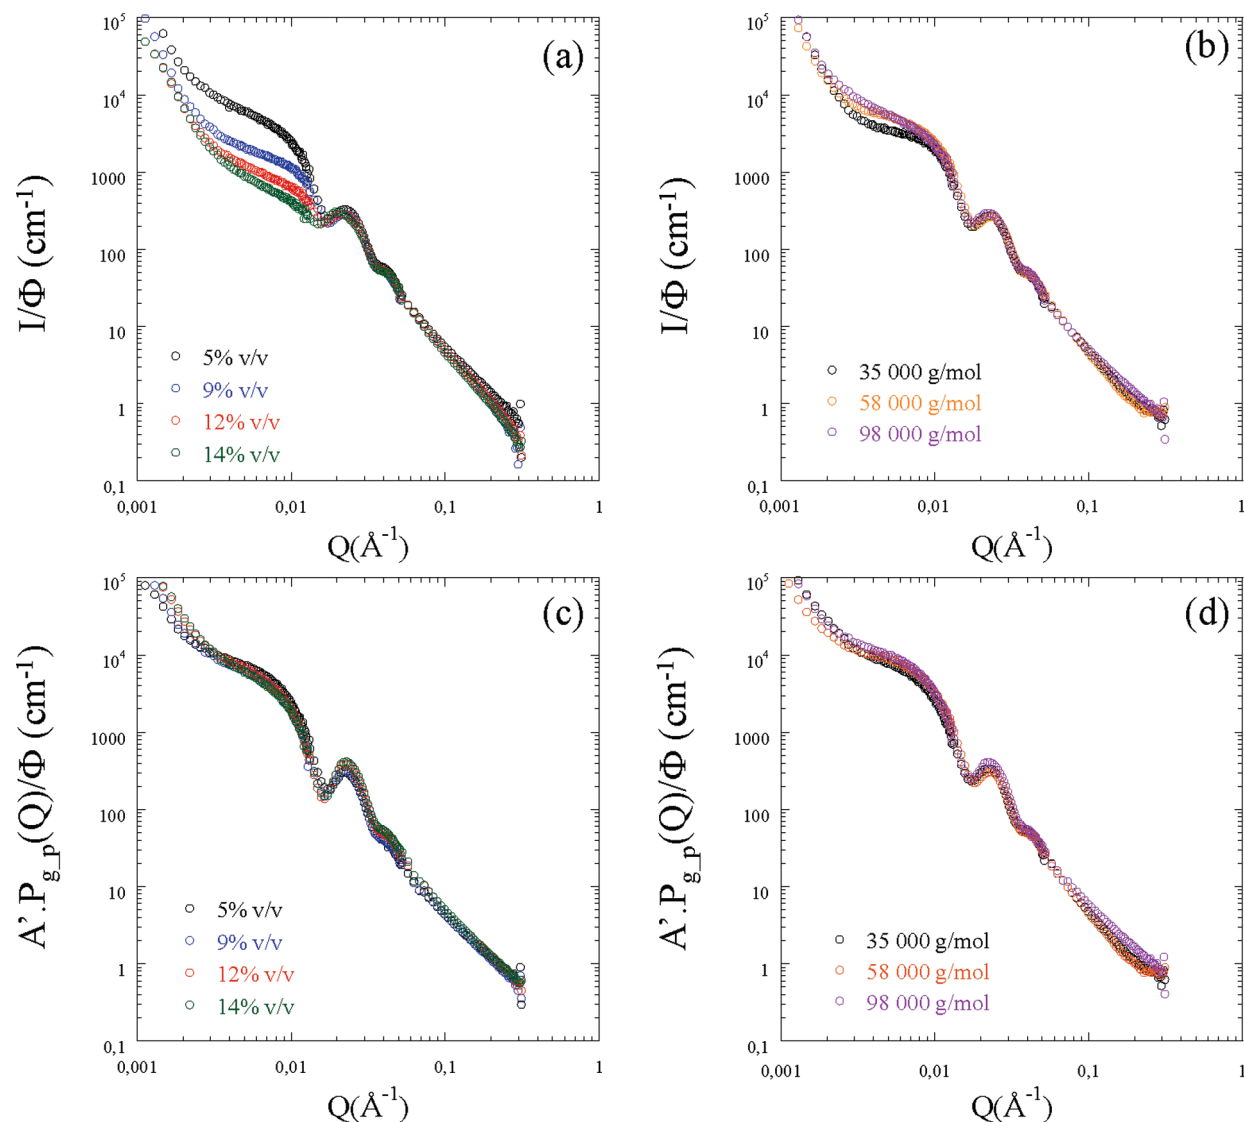 (a)
I/Φ (cm⁻¹)
10⁵
10⁴
1000
100
10
1
0,1
5% v/v
9% v/v
12% v/v
14% v/v
0,001
0,01
0,1
1
Q(Å⁻¹)
(b)
I/Φ (cm⁻¹)
10⁵
10⁴
1000
100
10
1
0,1
35 000 g/mol
58 000 g/mol
98 000 g/mol
0,001
0,01
0,1
1
Q(Å⁻¹)
(c)
A'.P_{g_p}(Q)/Φ (cm⁻¹)
10⁵
10⁴
1000
100
10
1
0,1
5% v/v
9% v/v
12% v/v
14% v/v
0,001
0,01
0,1
1
Q(Å⁻¹)
(d)
A'.P_{g_p}(Q)/Φ (cm⁻¹)
10⁵
10⁴
1000
100
10
1
0,1
35 000 g/mol
58 000 g/mol
98 000 g/mol
0,001
0,01
0,1
1
Q(Å⁻¹)